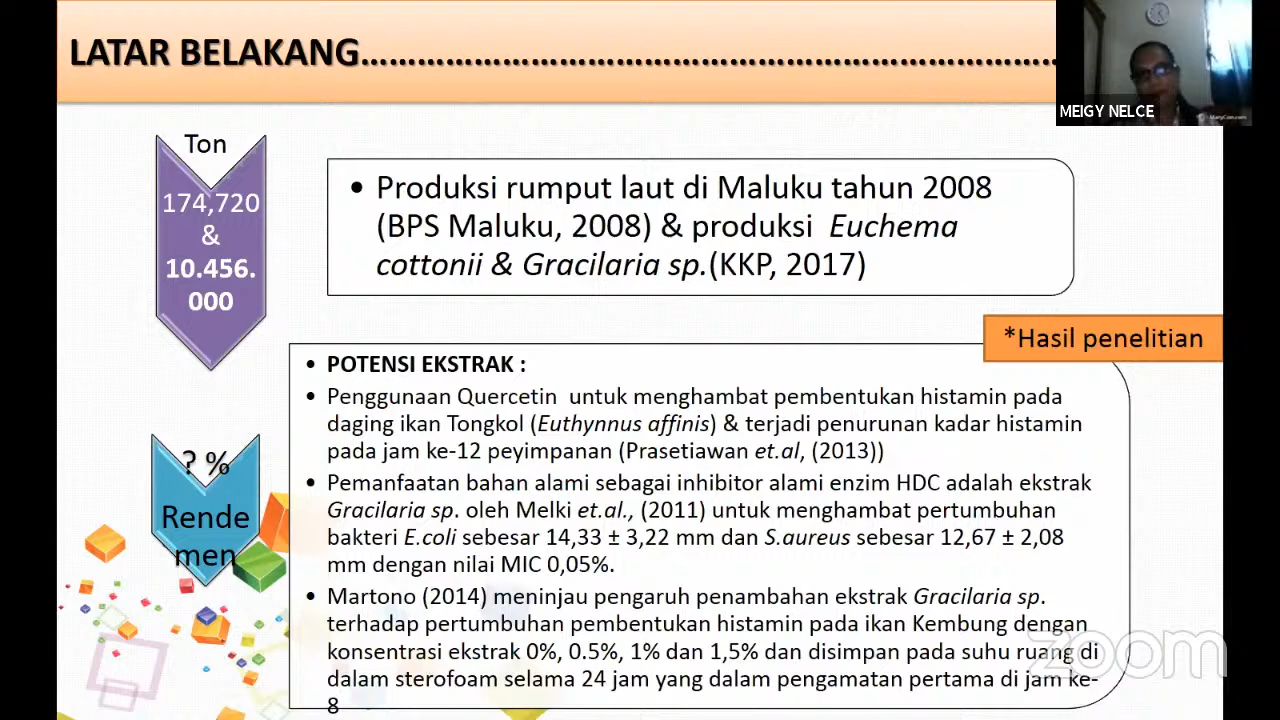 LATAR BELAKANG……………………………………………………………………
MEIGY NELCE
ManyCam.com
Ton
174,720
&
10.456.
000
• Produksi rumput laut di Maluku tahun 2008
(BPS Maluku, 2008) & produksi Euchema
cottonii & Gracilaria sp.(KKP, 2017)
*Hasil penelitian
? %
Rende
men
• POTENSI EKSTRAK :
• Penggunaan Quercetin untuk menghambat pembentukan histamin pada
daging ikan Tongkol (Euthynnus affinis) & terjadi penurunan kadar histamin
pada jam ke-12 peyimpanan (Prasetiawan et.al, (2013))
• Pemanfaatan bahan alami sebagai inhibitor alami enzim HDC adalah ekstrak
Gracilaria sp. oleh Melki et.al., (2011) untuk menghambat pertumbuhan
bakteri E.coli sebesar 14,33 ± 3,22 mm dan S.aureus sebesar 12,67 ± 2,08
mm dengan nilai MIC 0,05%.
• Martono (2014) meninjau pengaruh penambahan ekstrak Gracilaria sp.
terhadap pertumbuhan pembentukan histamin pada ikan Kembung dengan
konsentrasi ekstrak 0%, 0.5%, 1% dan 1,5% dan disimpan pada suhu ruang di
dalam sterofoam selama 24 jam yang dalam pengamatan pertama di jam ke-
8
zoom